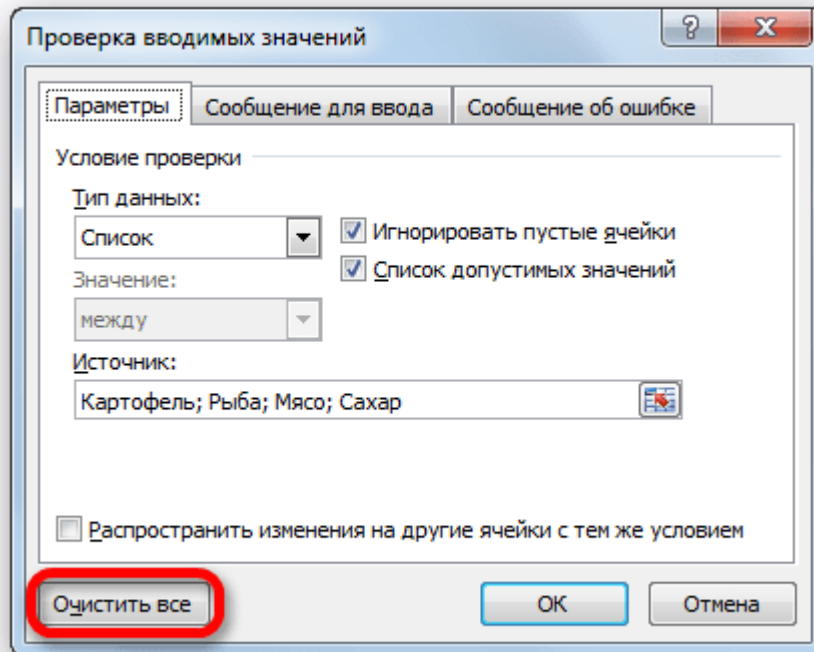 Проверка вводимых значений
Параметры Сообщение для ввода Сообщение об ошибке
Условие проверки
Тип данных:
Список
Игнорировать пустые ячейки
Список допустимых значений
Значение:
между
Источник:
Картофель; Рыба; Мясо; Сахар
Распространить изменения на другие ячейки с тем же условием
Очистить все ОК Отмена